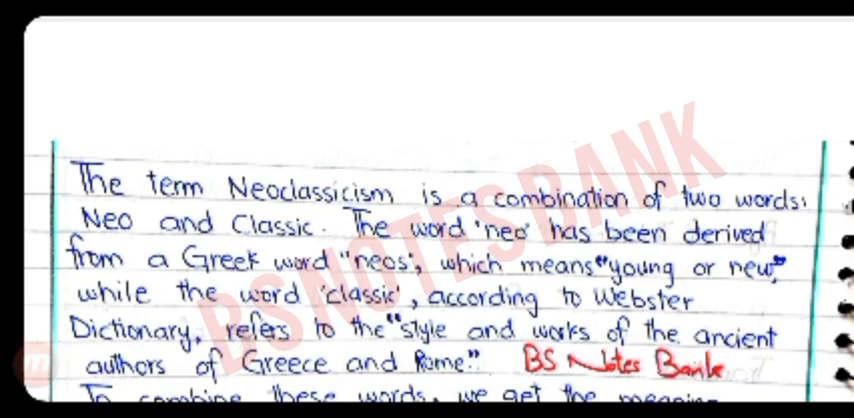 The term Neoclassicism is a combination of two words:
Neo and Classic. The word 'neo' has been derived
from a Greek word "neos", which means "young or new",
while the word 'classic', according to Webster
Dictionary, refers to the "style and works of the ancient
authors of Greece and Rome".
BS Notes Bank
To combine these words, we get the meaning
BSNOTESBANK